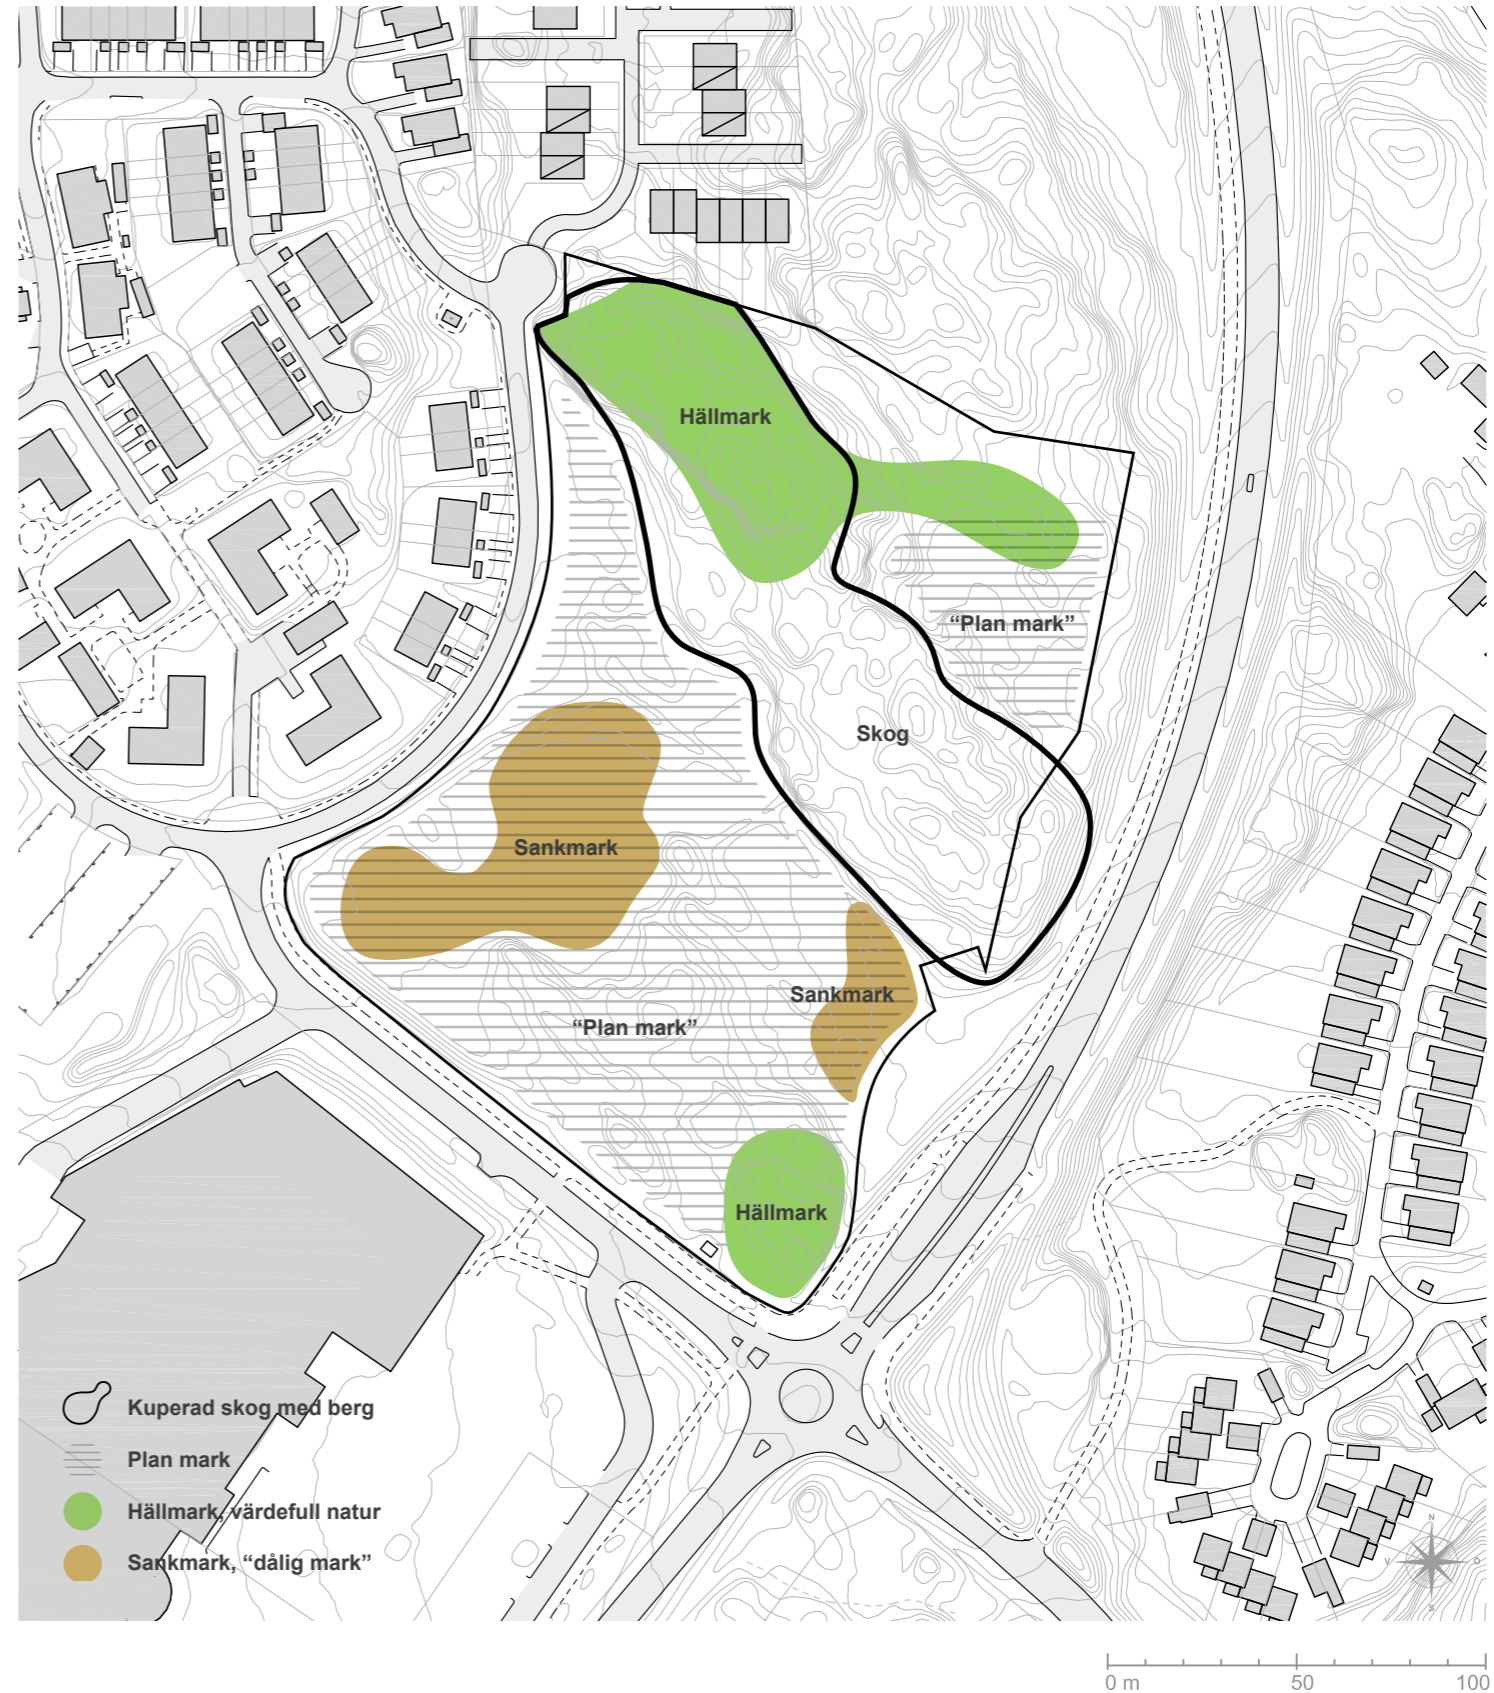 Hällmark
“Plan mark”
Skog
Sankmark
Sankmark
“Plan mark”
Hällmark
Kuperad skog med berg
Plan mark
Hällmark, värdefull natur
Sankmark, “dålig mark”
N
V
O
S
0 m
50
100